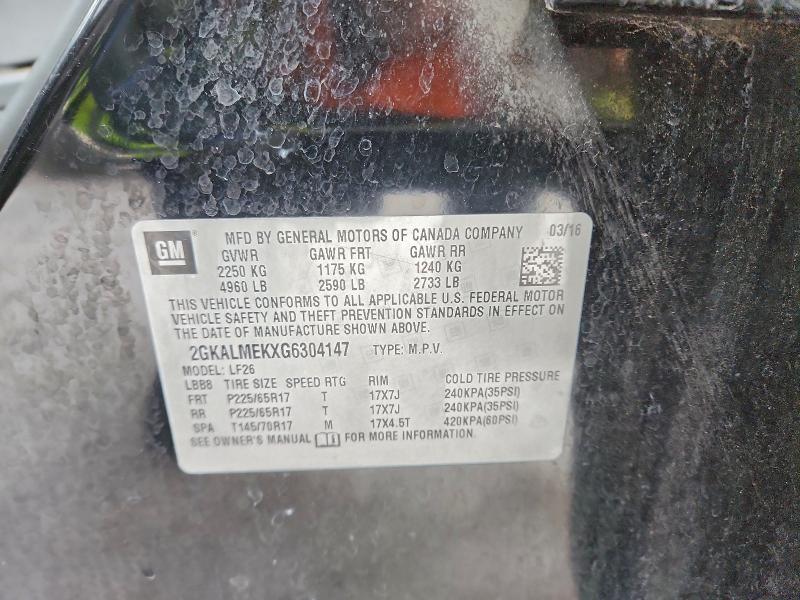 GM MFD BY GENERAL MOTORS OF CANADA COMPANY 03/16
GVWR GAWR FRT GAWR RR
2250 KG 1175 KG 1240 KG
4960 LB 2590 LB 2733 LB
THIS VEHICLE CONFORMS TO ALL APPLICABLE U.S. FEDERAL MOTOR
VEHICLE SAFETY AND THEFT PREVENTION STANDARDS IN EFFECT ON
THE DATE OF MANUFACTURE SHOWN ABOVE.
2GKALMEKXG6304147 TYPE: M.P.V.
MODEL: LF26
LBB8 TIRE SIZE SPEED RTG RIM COLD TIRE PRESSURE
FRT P225/65R17 T 17X7J 240KPA(35PSI)
RR P225/65R17 T 17X7J 240KPA(35PSI)
SPA T145/70R17 M 17X4.5T 420KPA(60PSI)
SEE OWNER'S MANUAL FOR MORE INFORMATION.